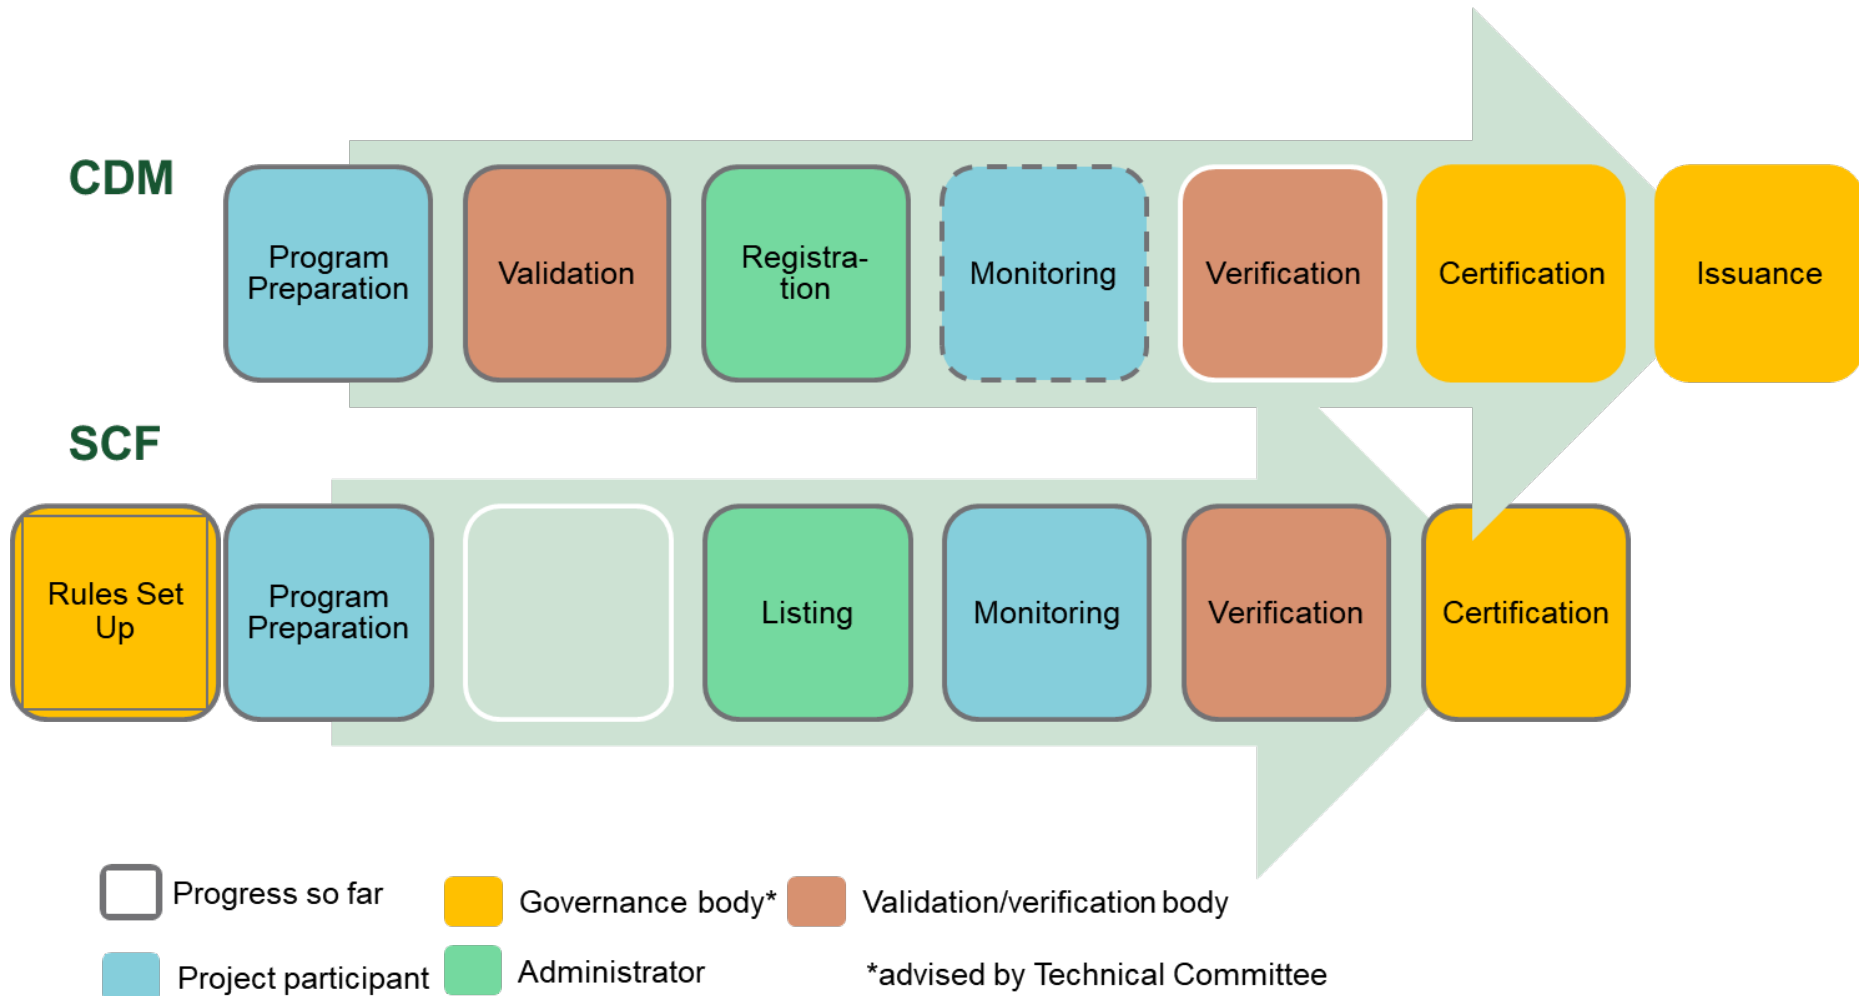 CDM
Program
Preparation
Validation
Registra-
tion
Monitoring
Verification
Certification
Issuance
SCF
Rules Set
Up
Program
Preparation
Listing
Monitoring
Verification
Certification
Progress so far
Governance body*
Validation/verification body
Project participant
Administrator
*advised by Technical Committee